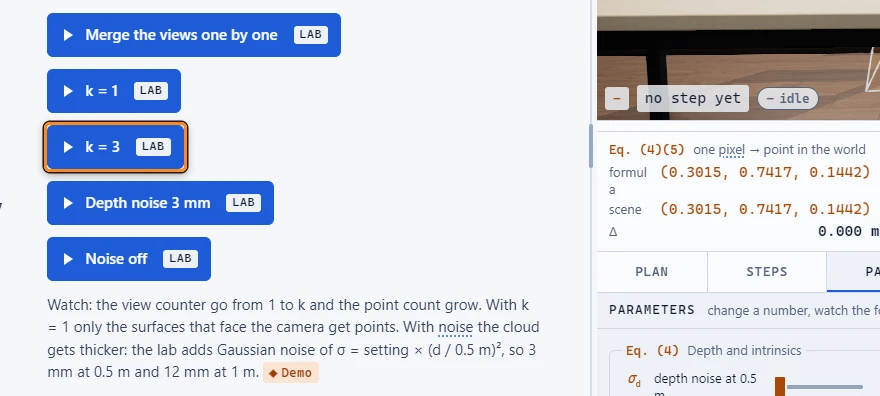 Merge the views one by one LAB
k = 1 LAB
k = 3 LAB
Depth noise 3 mm LAB
Noise off LAB
Watch: the view counter go from 1 to k and the point count grow. With k
= 1 only the surfaces that face the camera get points. With noise the cloud
gets thicker: the lab adds Gaussian noise of σ = setting × (d / 0.5 m)², so 3
mm at 0.5 m and 12 mm at 1 m. ◆ Demo
– no step yet – idle
Eq. (4)(5) one pixel → point in the world
formul (0.3015, 0.7417, 0.1442)
a
scene (0.3015, 0.7417, 0.1442)
Δ 0.000 m
PLAN STEPS PA
PARAMETERS change a number, watch the fo
Eq. (4) Depth and intrinsics
σd depth noise at 0.5